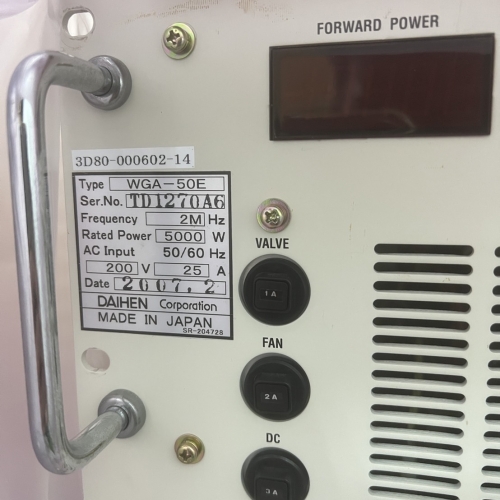 FORWARD POWER
3D80-000602-14
Type WGA-50E
Ser.No. TD1270A6
Frequency 2M Hz
Rated Power 5000 W
AC Input 50/60 Hz
200 V 25 A
Date 2007.2
DAIHEN Corporation
MADE IN JAPAN
SR-204728
VALVE
1A
FAN
2A
DC
3A